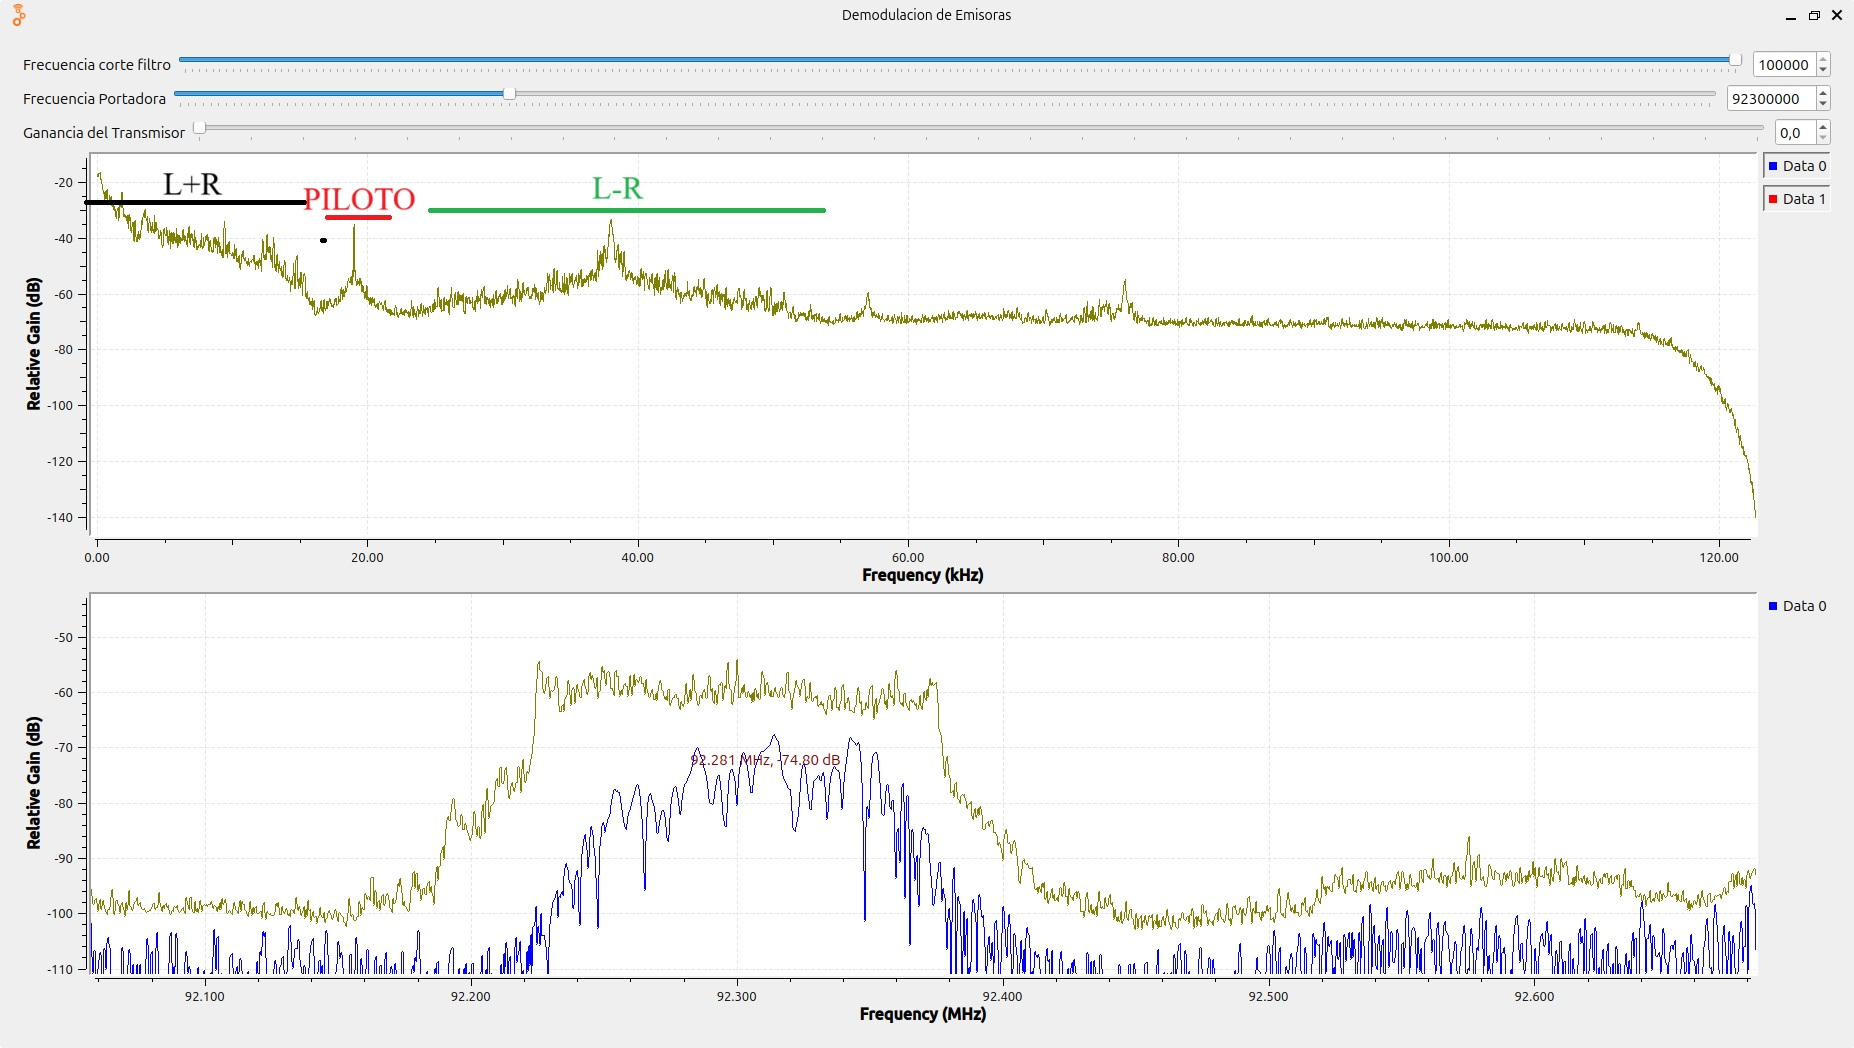 Demodulacion de Emisoras
Frecuencia corte filtro
100000
Frecuencia Portadora
92300000
Ganancia del Transmisor
0,0
L+R
PILOTO
L-R
Data 0
Data 1
Relative Gain (dB)
-20
-40
-60
-80
-100
-120
-140
0.00 20.00 40.00 60.00 80.00 100.00 120.00
Frequency (kHz)
Data 0
Relative Gain (dB)
-50
-60
-70
-80
-90
-100
-110
92.281 MHz, -74.80 dB
92.100 92.200 92.300 92.400 92.500 92.600
Frequency (MHz)